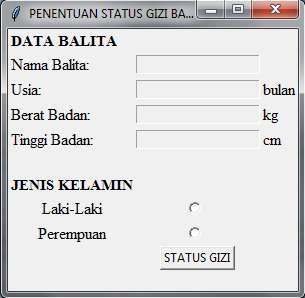 PENENTUAN STATUS GIZI BA...
DATA BALITA
Nama Balita:
Usia: bulan
Berat Badan: kg
Tinggi Badan: cm
JENIS KELAMIN
Laki-Laki
Perempuan
STATUS GIZI